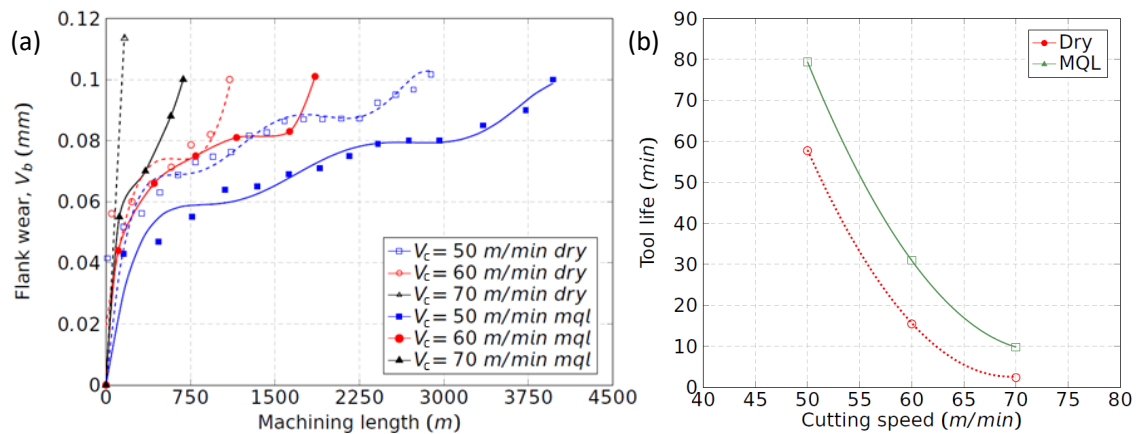 (a)
Flank wear, V_b (mm)
0.12
0.1
0.08
0.06
0.04
0.02
0
V_c= 50 m/min dry
V_c= 60 m/min dry
V_c= 70 m/min dry
V_c= 50 m/min mql
V_c= 60 m/min mql
V_c= 70 m/min mql
0 750 1500 2250 3000 3750 4500
Machining length (m)
(b)
Tool life (min)
90
80
70
60
50
40
30
20
10
0
Dry
MQL
40 45 50 55 60 65 70 75 80
Cutting speed (m/min)